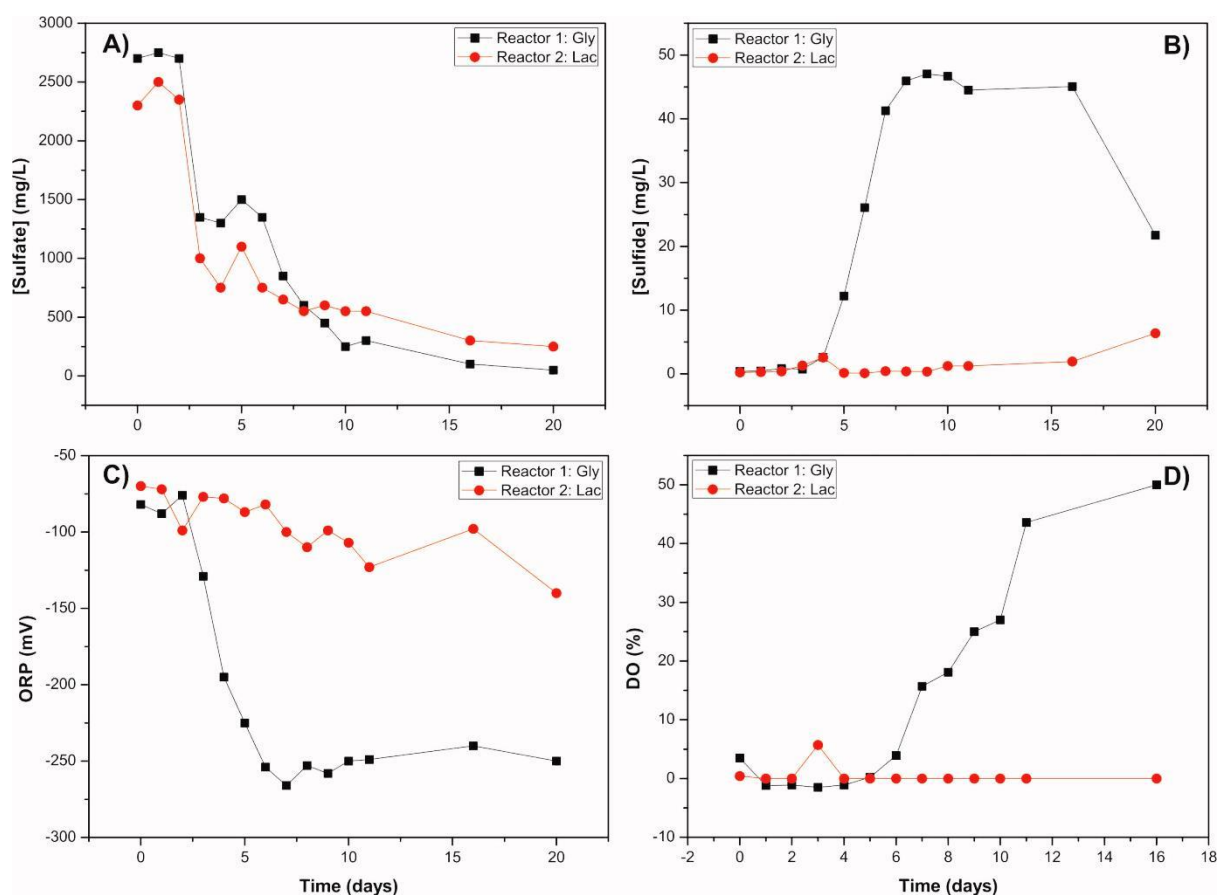 A)
Reactor 1: Gly
Reactor 2: Lac
[Sulfate] (mg/L)
3000
2500
2000
1500
1000
500
0
0 5 10 15 20
B)
Reactor 1: Gly
Reactor 2: Lac
[Sulfide] (mg/L)
50
40
30
20
10
0
0 5 10 15 20
C)
Reactor 1: Gly
Reactor 2: Lac
ORP (mV)
-50
-100
-150
-200
-250
-300
0 5 10 15 20
Time (days)
D)
Reactor 1: Gly
Reactor 2: Lac
DO (%)
50
40
30
20
10
0
-10
-2 0 2 4 6 8 10 12 14 16 18
Time (days)